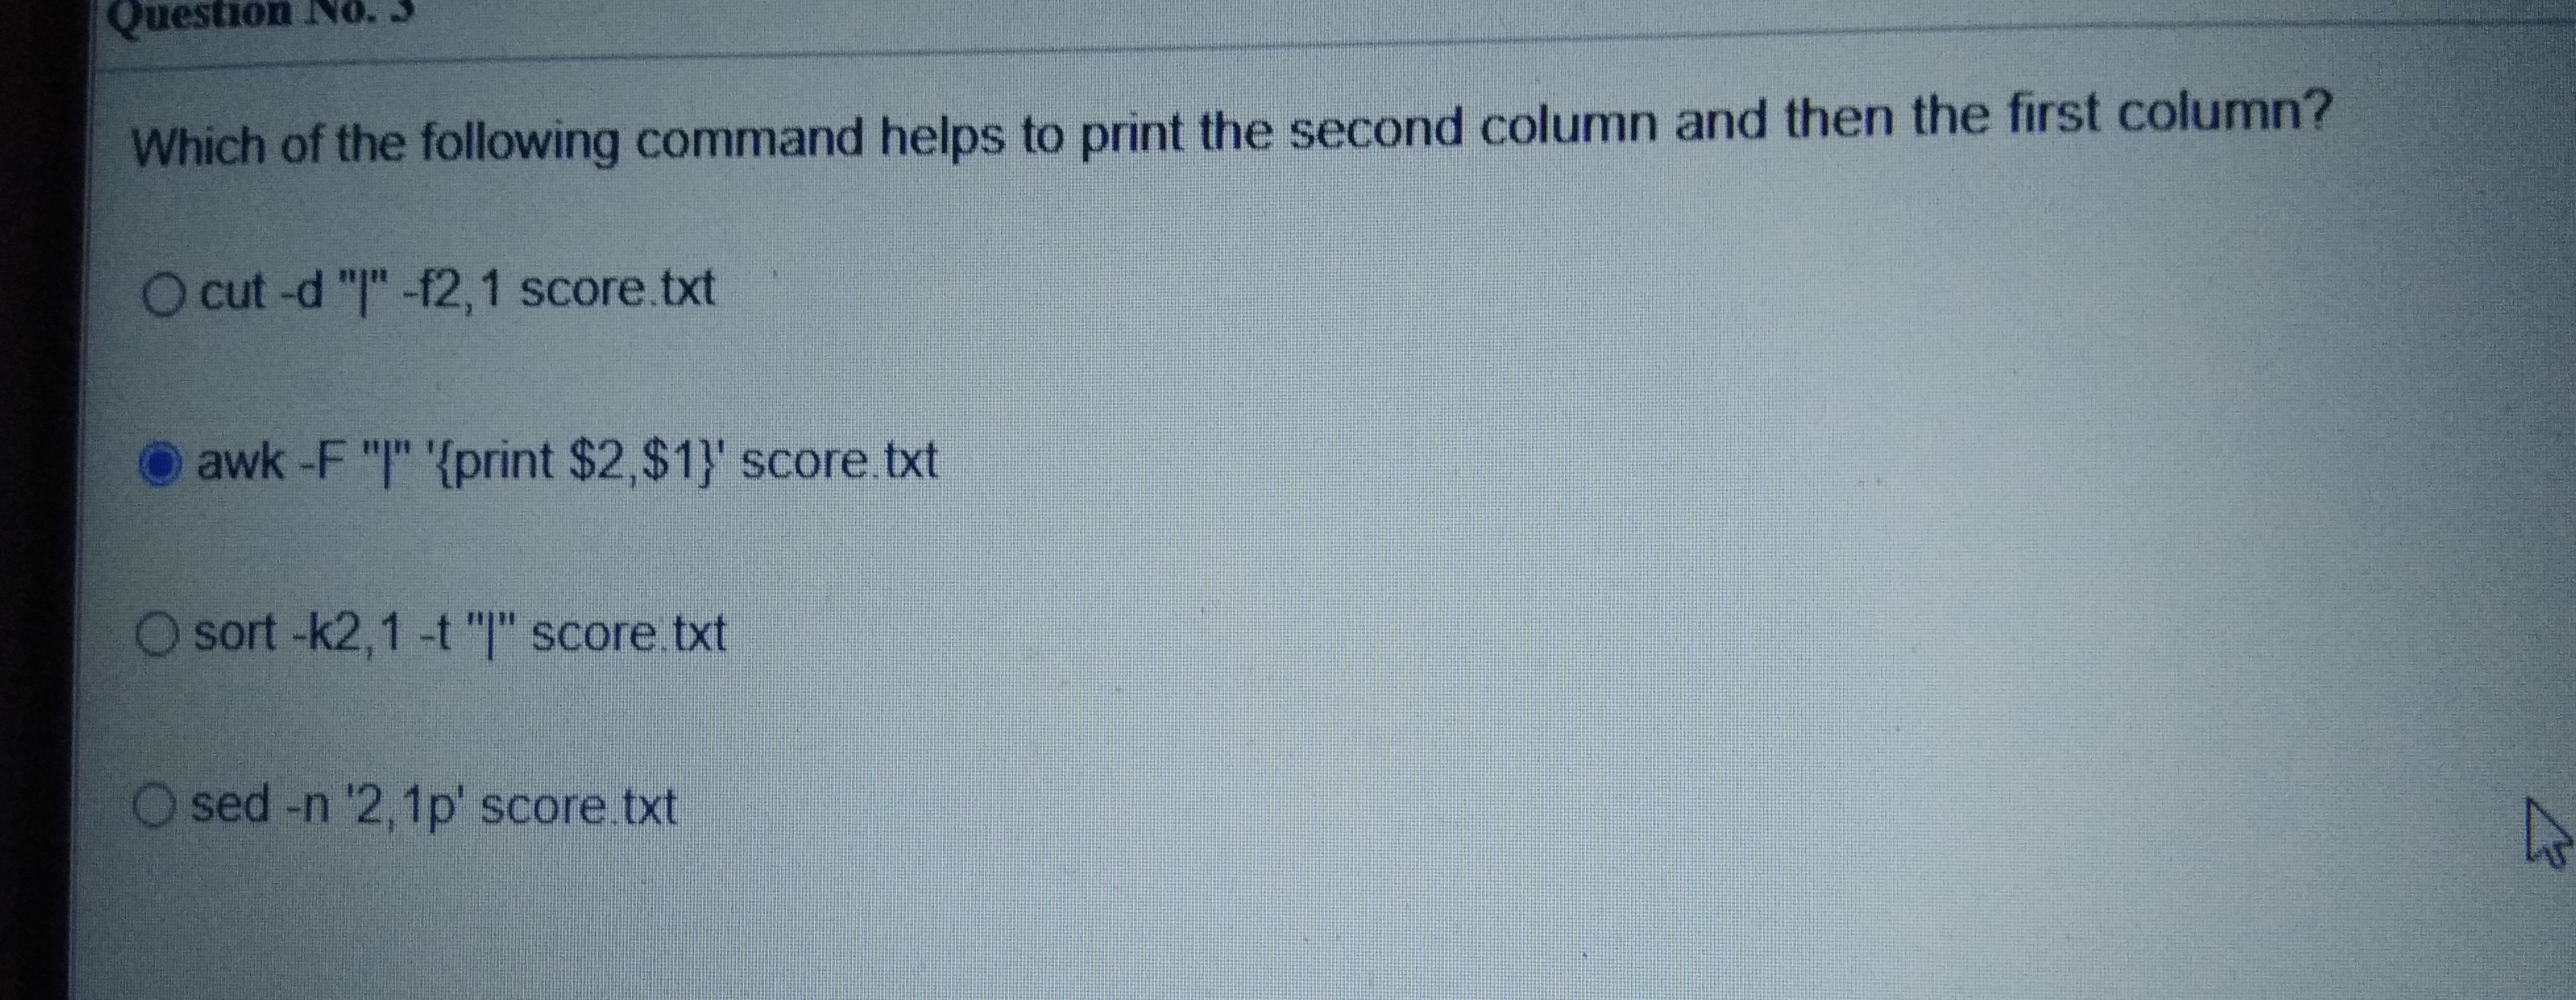 Question No. 3
Which of the following command helps to print the second column and then the first column?
cut -d "|" -f2,1 score.txt
awk -F "|" '{print $2,$1}' score.txt
sort -k2,1 -t "|" score.txt
sed -n '2,1p' score.txt